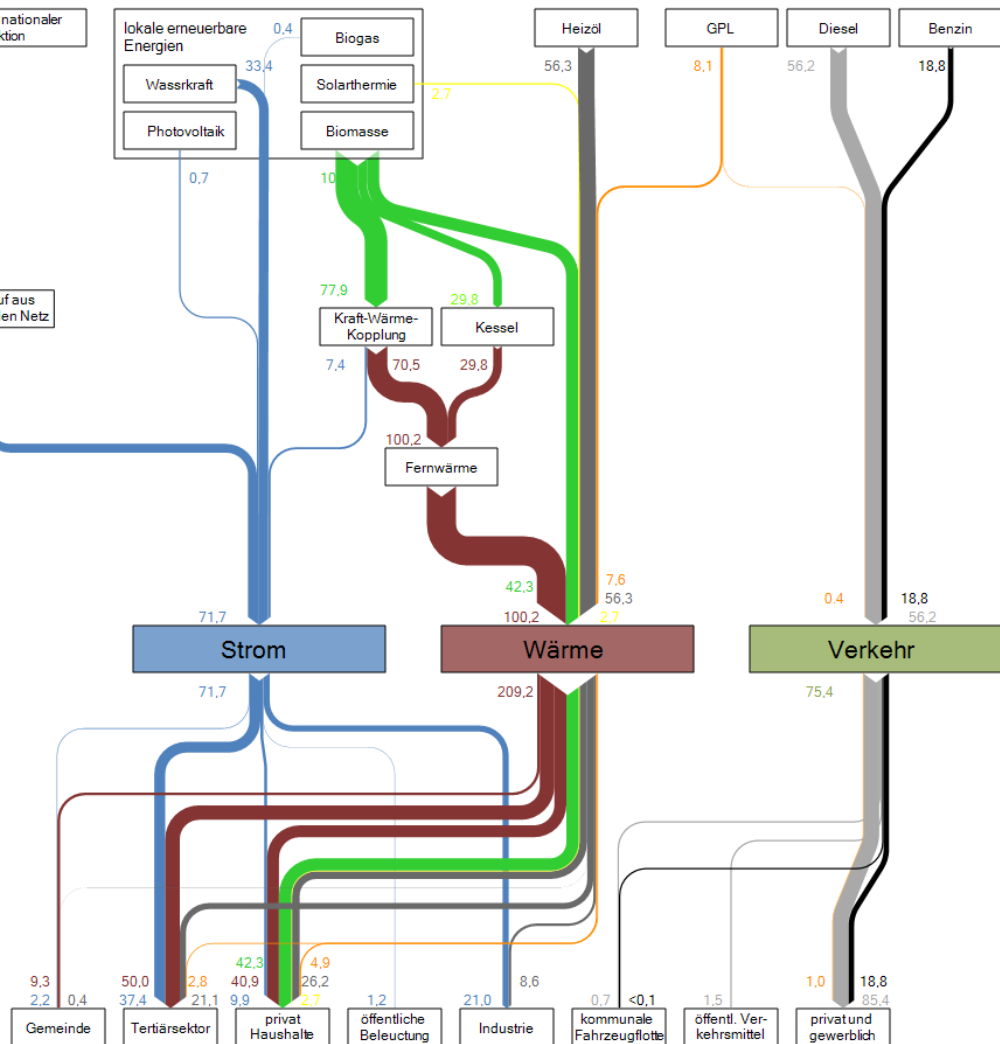 nationaler
ktion
lokale erneuerbare
Energien
0,4
Biogas
Heizöl
GPL
Diesel
Benzin
33,4
56,3
8,1
56,2
18,8
Wassrkraft
Solarthermie
2,7
Photovoltaik
Biomasse
0,7
10
77,9
29,8
uf aus
len Netz
Kraft-Wärme-
Kopplung
Kessel
7,4
70,5
29,8
100,2
Fernwärme
42,3
7,6
56,3
0.4
18,8
71,7
100,2
2,7
56,2
Strom
Wärme
Verkehr
71,7
209,2
75,4
42,3
4,9
9,3
50,0
2,8
40,9
26,2
8,6
1,0
18,8
2,2
0,4
37,4
21,1
9,9
2,7
1,2
21,0
0,7
<0,1
1,5
85,4
Gemeinde
Tertiärsektor
privat
Haushalte
öffentliche
Beleuctung
Industrie
kommunale
Fahrzeugflotte
öffentl. Ver-
kehrsmittel
privat und
gewerblich